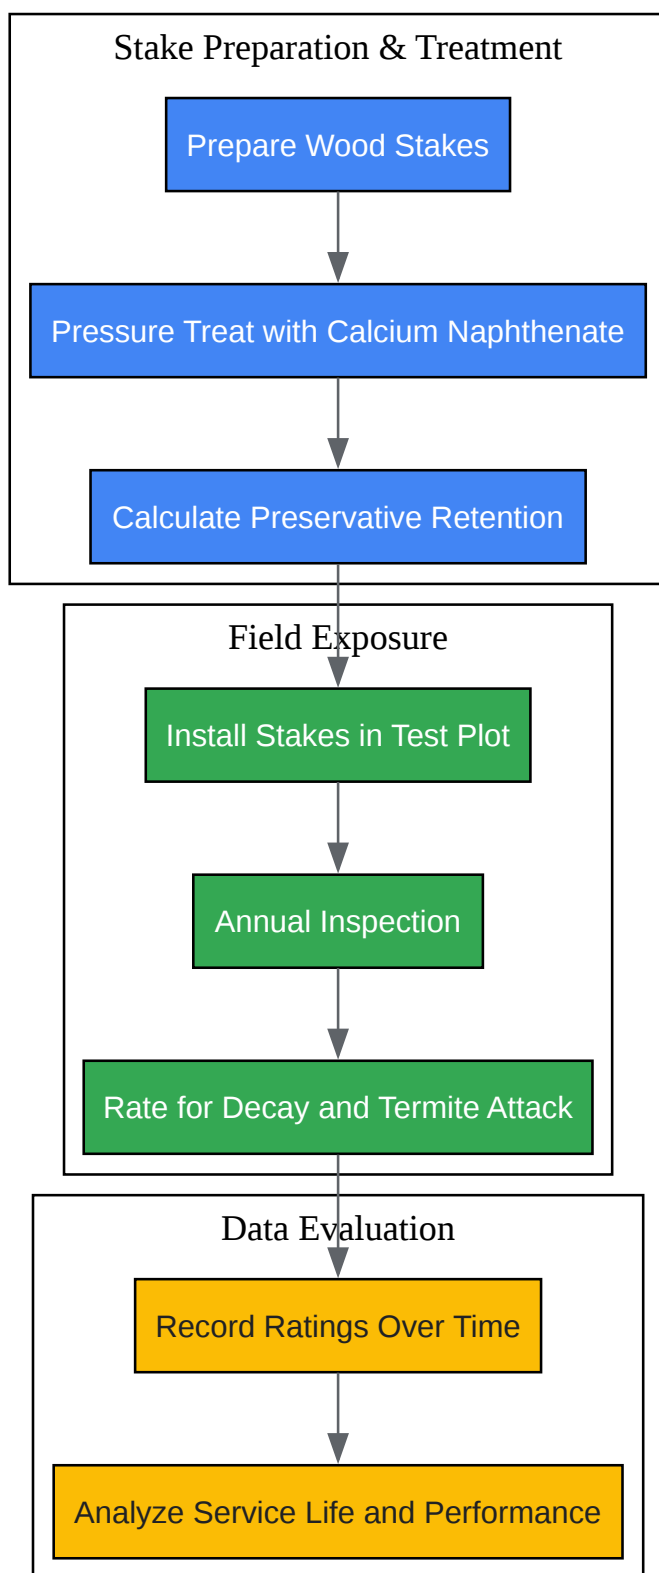 Stake Preparation & Treatment
Prepare Wood Stakes
Pressure Treat with Calcium Naphthenate
Calculate Preservative Retention
Field Exposure
Install Stakes in Test Plot
Annual Inspection
Rate for Decay and Termite Attack
Data Evaluation
Record Ratings Over Time
Analyze Service Life and Performance